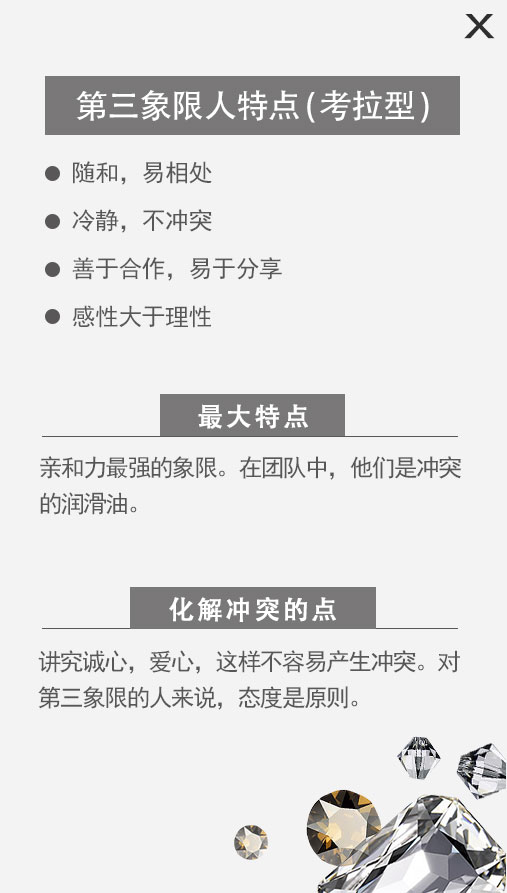 X
第三象限人特点(考拉型)
● 随和，易相处
● 冷静，不冲突
● 善于合作，易于分享
● 感性大于理性
最大特点
亲和力最强的象限。在团队中，他们是冲突
的润滑油。
化解冲突的点
讲究诚心，爱心，这样不容易产生冲突。对
第三象限的人来说，态度是原则。